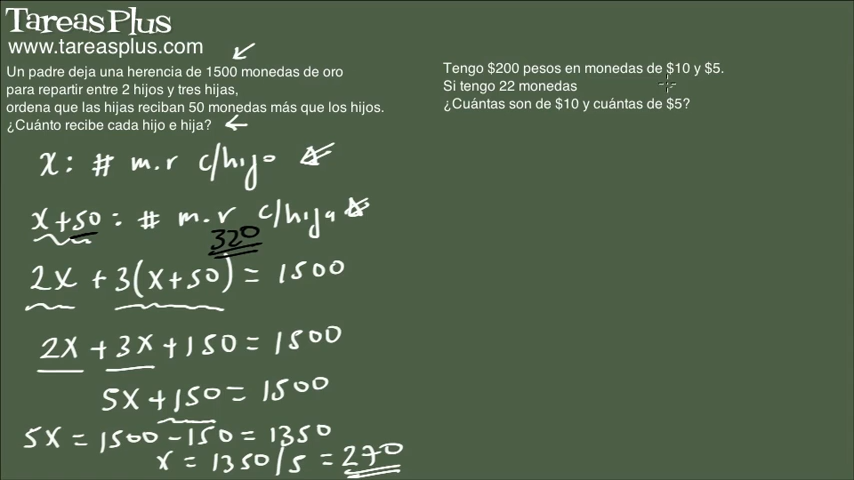 TareasPlus
www.tareasplus.com
Un padre deja una herencia de 1500 monedas de oro
para repartir entre 2 hijos y tres hijas,
ordena que las hijas reciban 50 monedas más que los hijos.
¿Cuánto recibe cada hijo e hija?
x: # m.r c/hijo
x+50: # m.r c/hija
320
2x + 3(x+50) = 1500
2x + 3x + 150 = 1500
5x + 150 = 1500
5x = 1500 - 150 = 1350
x = 1350/5 = 270
Tengo $200 pesos en monedas de $10 y $5.
Si tengo 22 monedas
¿Cuántas son de $10 y cuántas de $5?